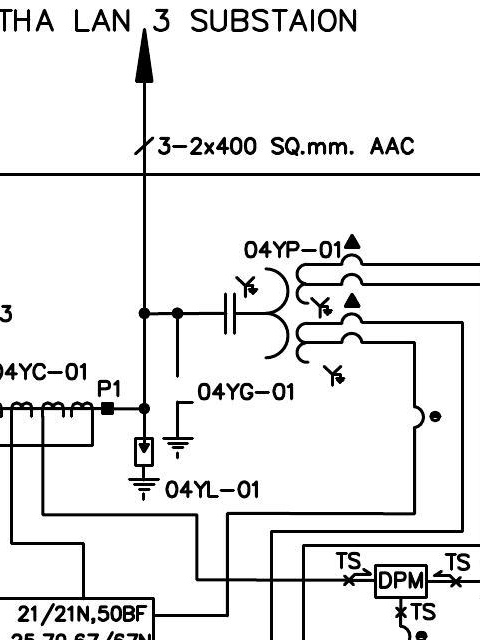 THA LAN 3 SUBSTAION
3-2x400 SQ.mm. AAC
04YP-01
3
04YC-01
P1
04YG-01
04YL-01
TS
TS
DPM
TS
21/21N,50BF
25,79,67/67N